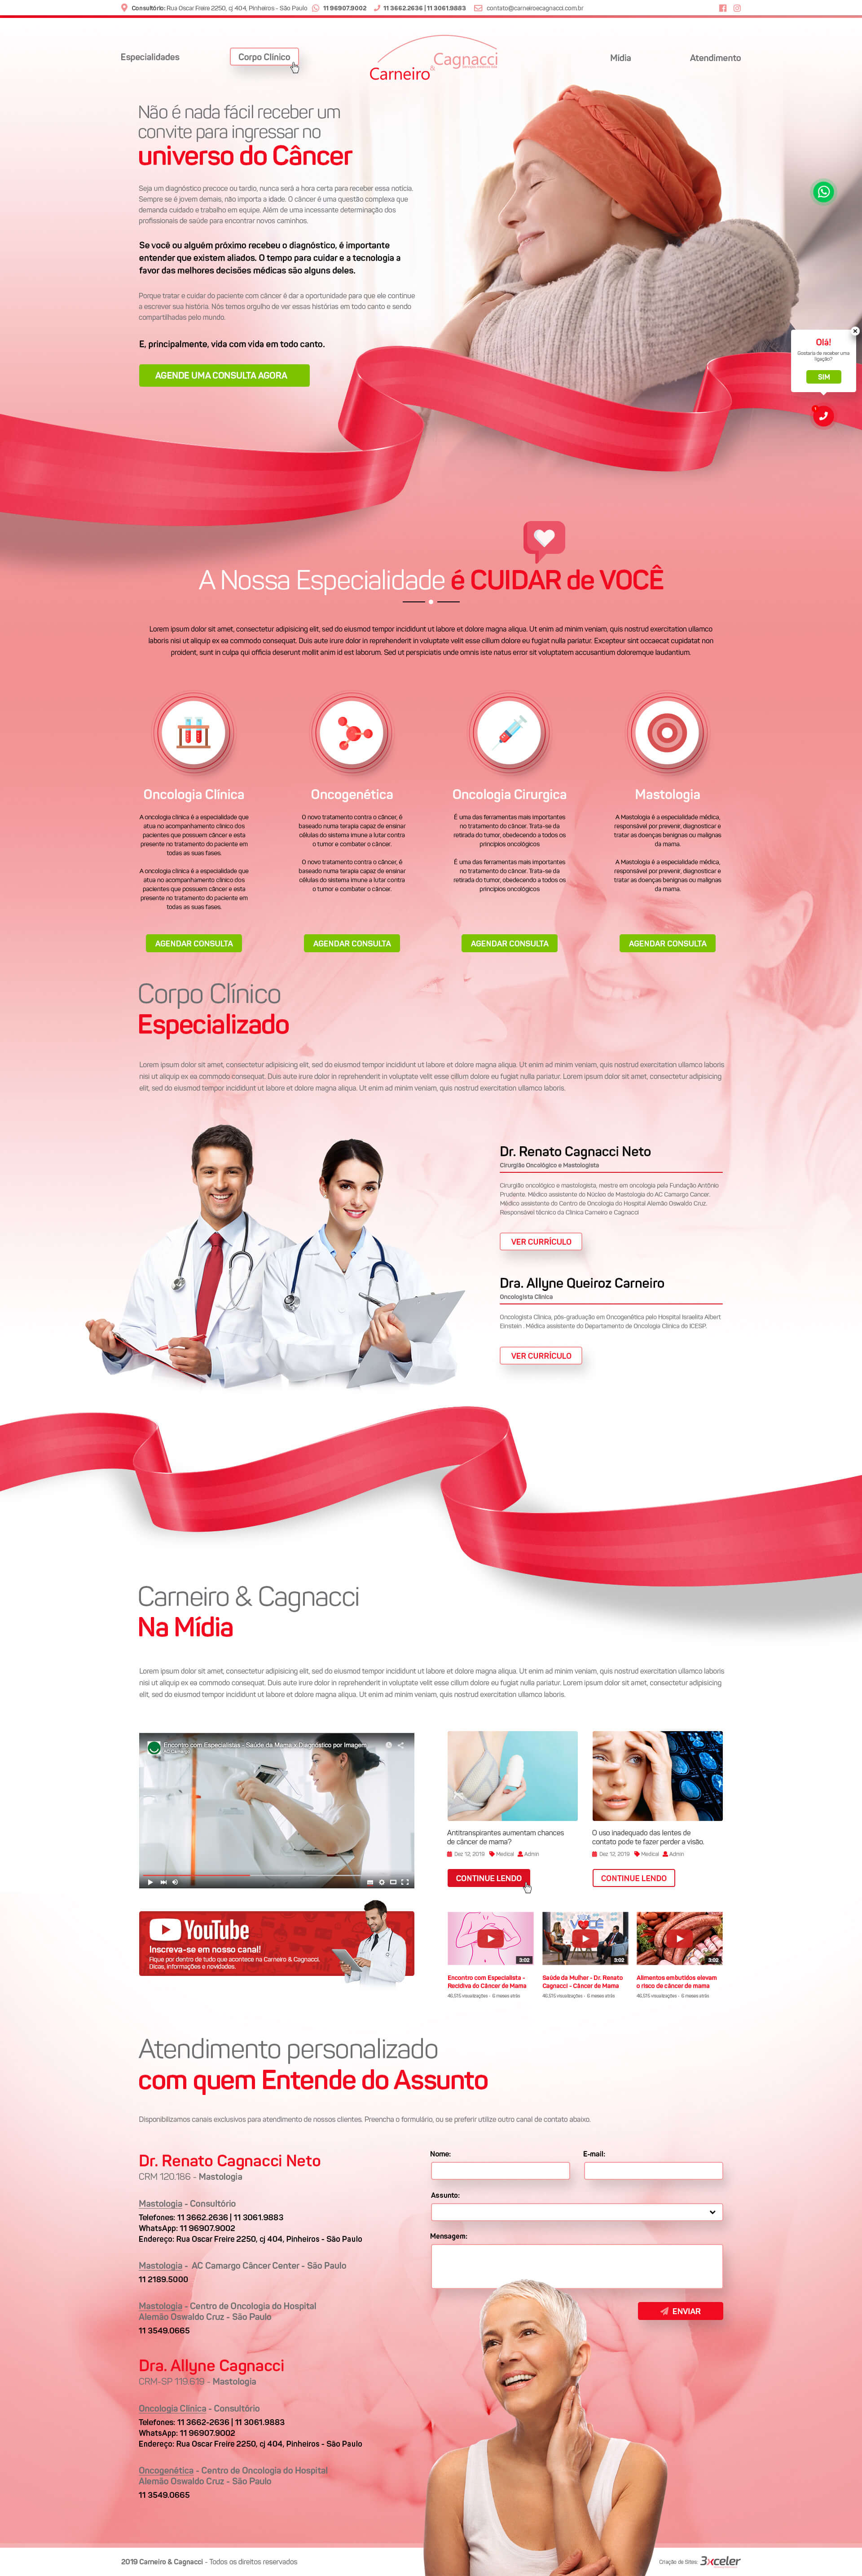 Consultório: Rua Oscar Freire 2250, cj 404, Pinheiros - São Paulo 11 96907.9002 11 3662.2636 | 11 3061.9883 contato@carneiroecagnacci.com.br
Especialidades Corpo Clínico Carneiro & Cagnacci Mídia Atendimento
Não é nada fácil receber um
convite para ingressar no
universo do Câncer
Seja um diagnóstico precoce ou tardio, nunca será a hora certa para receber essa notícia.
Sempre se é jovem demais, não importa a idade. O câncer é uma questão complexa que
demanda cuidado e trabalho em equipe. Além de uma incessante determinação dos
profissionais de saúde para encontrar novos caminhos.
Se você ou alguém próximo recebeu o diagnóstico, é importante
entender que existem aliados. O tempo para cuidar e a tecnologia a
favor das melhores decisões médicas são alguns deles.
Porque tratar e cuidar do paciente com câncer é dar a oportunidade para que ele continue
a escrever sua história. Nós temos orgulho de ver essas histórias em todo canto e sendo
compartilhadas pelo mundo.
E, principalmente, vida com vida em todo canto.
AGENDE UMA CONSULTA AGORA
Olá!
Gostaria de receber uma
ligação?
SIM
A Nossa Especialidade é CUIDAR de VOCÊ
Lorem ipsum dolor sit amet, consectetur adipisicing elit, sed do eiusmod tempor incididunt ut labore et dolore magna aliqua. Ut enim ad minim veniam, quis nostrud exercitation ullamco
laboris nisi ut aliquip ex ea commodo consequat. Duis aute irure dolor in reprehenderit in voluptate velit esse cillum dolore eu fugiat nulla pariatur. Excepteur sint occaecat cupidatat non
proident, sunt in culpa qui officia deserunt mollit anim id est laborum. Sed ut perspiciatis unde omnis iste natus error sit voluptatem accusantium doloremque laudantium.
Oncologia Clínica
A oncologia clínica é a especialidade que
atua no acompanhamento clínico dos
pacientes que possuem câncer e esta
presente no tratamento do paciente em
todas as suas fases.
A oncologia clínica é a especialidade que
atua no acompanhamento clínico dos
pacientes que possuem câncer e esta
presente no tratamento do paciente em
todas as suas fases.
AGENDAR CONSULTA
Oncogenética
O novo tratamento contra o câncer, é
baseado numa terapia capaz de ensinar
células do sistema imune a lutar contra
o tumor e combater o câncer.
O novo tratamento contra o câncer, é
baseado numa terapia capaz de ensinar
células do sistema imune a lutar contra
o tumor e combater o câncer.
AGENDAR CONSULTA
Oncologia Cirurgica
É uma das ferramentas mais importantes
no tratamento do câncer. Trata-se da
retirada do tumor, obedecendo a todos os
princípios oncológicos
É uma das ferramentas mais importantes
no tratamento do câncer. Trata-se da
retirada do tumor, obedecendo a todos os
princípios oncológicos
AGENDAR CONSULTA
Mastologia
A Mastologia é a especialidade médica,
responsável por prevenir, diagnosticar e
tratar as doenças benignas ou malignas
da mama.
A Mastologia é a especialidade médica,
responsável por prevenir, diagnosticar e
tratar as doenças benignas ou malignas
da mama.
AGENDAR CONSULTA
Corpo Clínico
Especializado
Lorem ipsum dolor sit amet, consectetur adipisicing elit, sed do eiusmod tempor incididunt ut labore et dolore magna aliqua. Ut enim ad minim veniam, quis nostrud exercitation ullamco laboris
nisi ut aliquip ex ea commodo consequat. Duis aute irure dolor in reprehenderit in voluptate velit esse cillum dolore eu fugiat nulla pariatur. Lorem ipsum dolor sit amet, consectetur adipisicing
elit, sed do eiusmod tempor incididunt ut labore et dolore magna aliqua. Ut enim ad minim veniam, quis nostrud exercitation ullamco laboris.
Dr. Renato Cagnacci Neto
Cirurgião Oncológico e Mastologista
Cirurgião oncológico e mastologista, mestre em oncologia pela Fundação Antônio
Prudente. Médico assistente do Núcleo de Mastologia do AC Camargo Cancer.
Médico assistente do Centro de Oncologia do Hospital Alemão Oswaldo Cruz.
Responsável técnico da Clínica Carneiro e Cagnacci
VER CURRÍCULO
Dra. Allyne Queiroz Carneiro
Oncologista Clínica
Oncologista Clínica, pós-graduação em Oncogenética pelo Hospital Israelita Albert
Einstein . Médica assistente do Departamento de Oncologia Clínica do ICESP.
VER CURRÍCULO
Carneiro & Cagnacci
Na Mídia
Lorem ipsum dolor sit amet, consectetur adipisicing elit, sed do eiusmod tempor incididunt ut labore et dolore magna aliqua. Ut enim ad minim veniam, quis nostrud exercitation ullamco laboris
nisi ut aliquip ex ea commodo consequat. Duis aute irure dolor in reprehenderit in voluptate velit esse cillum dolore eu fugiat nulla pariatur. Lorem ipsum dolor sit amet, consectetur adipisicing
elit, sed do eiusmod tempor incididunt ut labore et dolore magna aliqua. Ut enim ad minim veniam, quis nostrud exercitation ullamco laboris.
Encontro com Especialistas - Saúde da Mama x Diagnóstico por Imagem
YouTube
Inscreva-se em nosso canal!
Fique por dentro de tudo que acontece na Carneiro & Cagnacci.
Dicas, informações e novidades.
Antitranspirantes aumentam chances
de câncer de mama?
Dez 12, 2019 Medical Admin
CONTINUE LENDO
O uso inadequado das lentes de
contato pode te fazer perder a visão.
Dez 12, 2019 Medical Admin
CONTINUE LENDO
3:02
Encontro com Especialista -
Recidiva do Câncer de Mama
40,515 visualizações - 6 meses atrás
VOCÊ
3:02
Saúde da Mulher - Dr. Renato
Cagnacci - Câncer de Mama
40,515 visualizações - 6 meses atrás
3:02
Alimentos embutidos elevam
o risco de câncer de mama
40,515 visualizações - 6 meses atrás
Atendimento personalizado
com quem Entende do Assunto
Disponibilizamos canais exclusivos para atendimento de nossos clientes. Preencha o formulário, ou se preferir utilize outro canal de contato abaixo.
Dr. Renato Cagnacci Neto
CRM 120.186 - Mastologia
Mastologia - Consultório
Telefones: 11 3662.2636 | 11 3061.9883
WhatsApp: 11 96907.9002
Endereço: Rua Oscar Freire 2250, cj 404, Pinheiros - São Paulo
Mastologia - AC Camargo Câncer Center - São Paulo
11 2189.5000
Mastologia - Centro de Oncologia do Hospital
Alemão Oswaldo Cruz - São Paulo
11 3549.0665
Dra. Allyne Cagnacci
CRM-SP 119.619 - Mastologia
Oncologia Clínica - Consultório
Telefones: 11 3662-2636 | 11 3061.9883
WhatsApp: 11 96907.9002
Endereço: Rua Oscar Freire 2250, cj 404, Pinheiros - São Paulo
Oncogenética - Centro de Oncologia do Hospital
Alemão Oswaldo Cruz - São Paulo
11 3549.0665
Nome:
E-mail:
Assunto:
Mensagem:
ENVIAR
2019 Carneiro & Cagnacci - Todos os direitos reservados
Criação de Sites: 3xceler